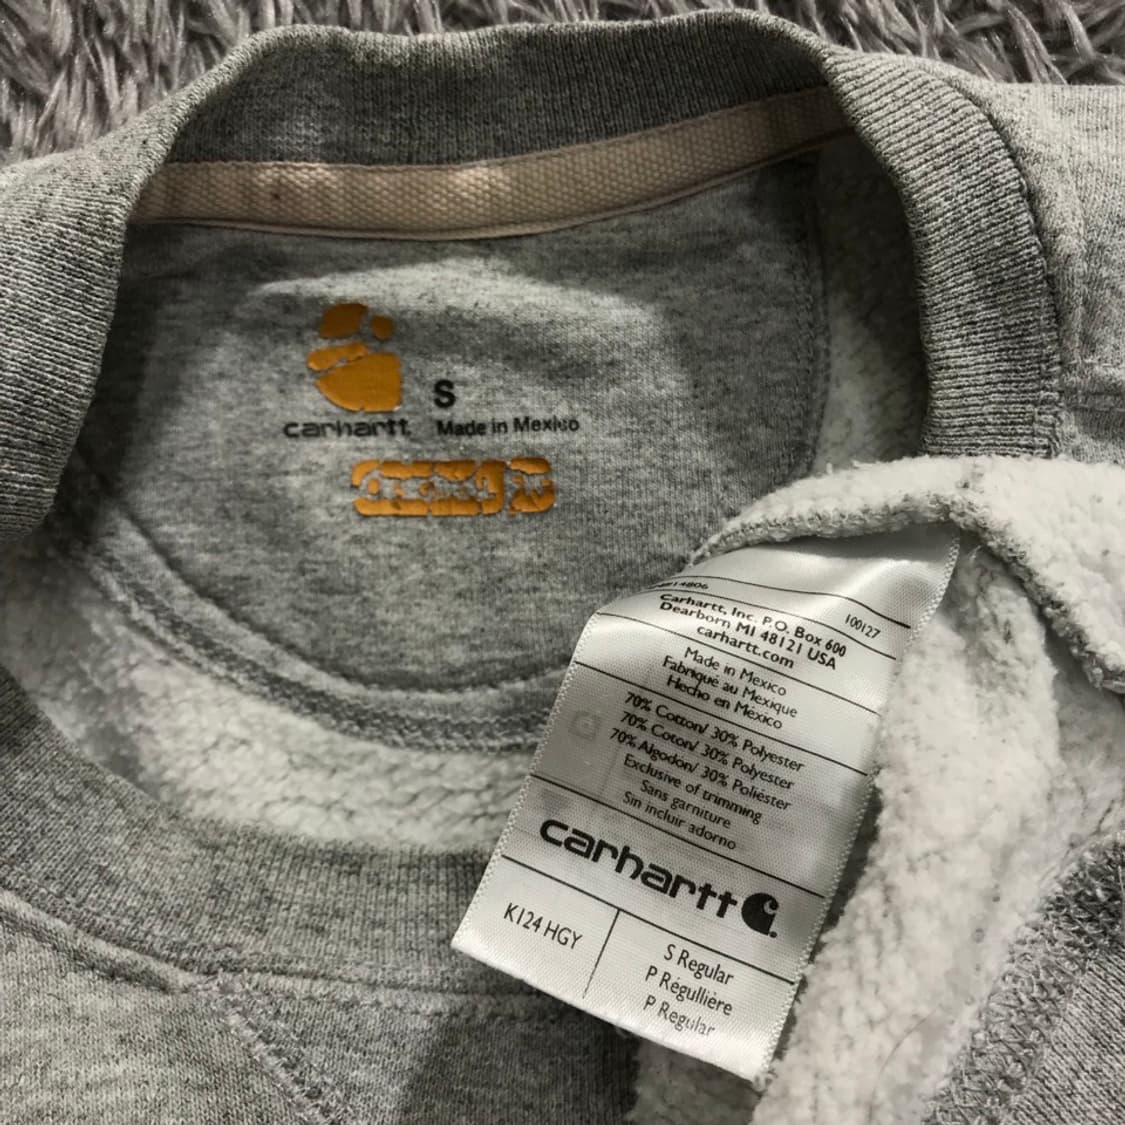 S
carhartt Made in Mexico
100127
Carhartt, Inc. P.O. Box 600
Dearborn MI 48121 USA
carhartt.com
Made in Mexico
Fabriqué au Mexique
Hecho en México
70% Cotton/ 30% Polyester
70% Coton/ 30% Polyester
70% Algodón/ 30% Poliéster
Exclusive of trimming
Sans garniture
Sin incluir adorno
carhartt
K124 HGY
S Regular
P Régullière
P Regular